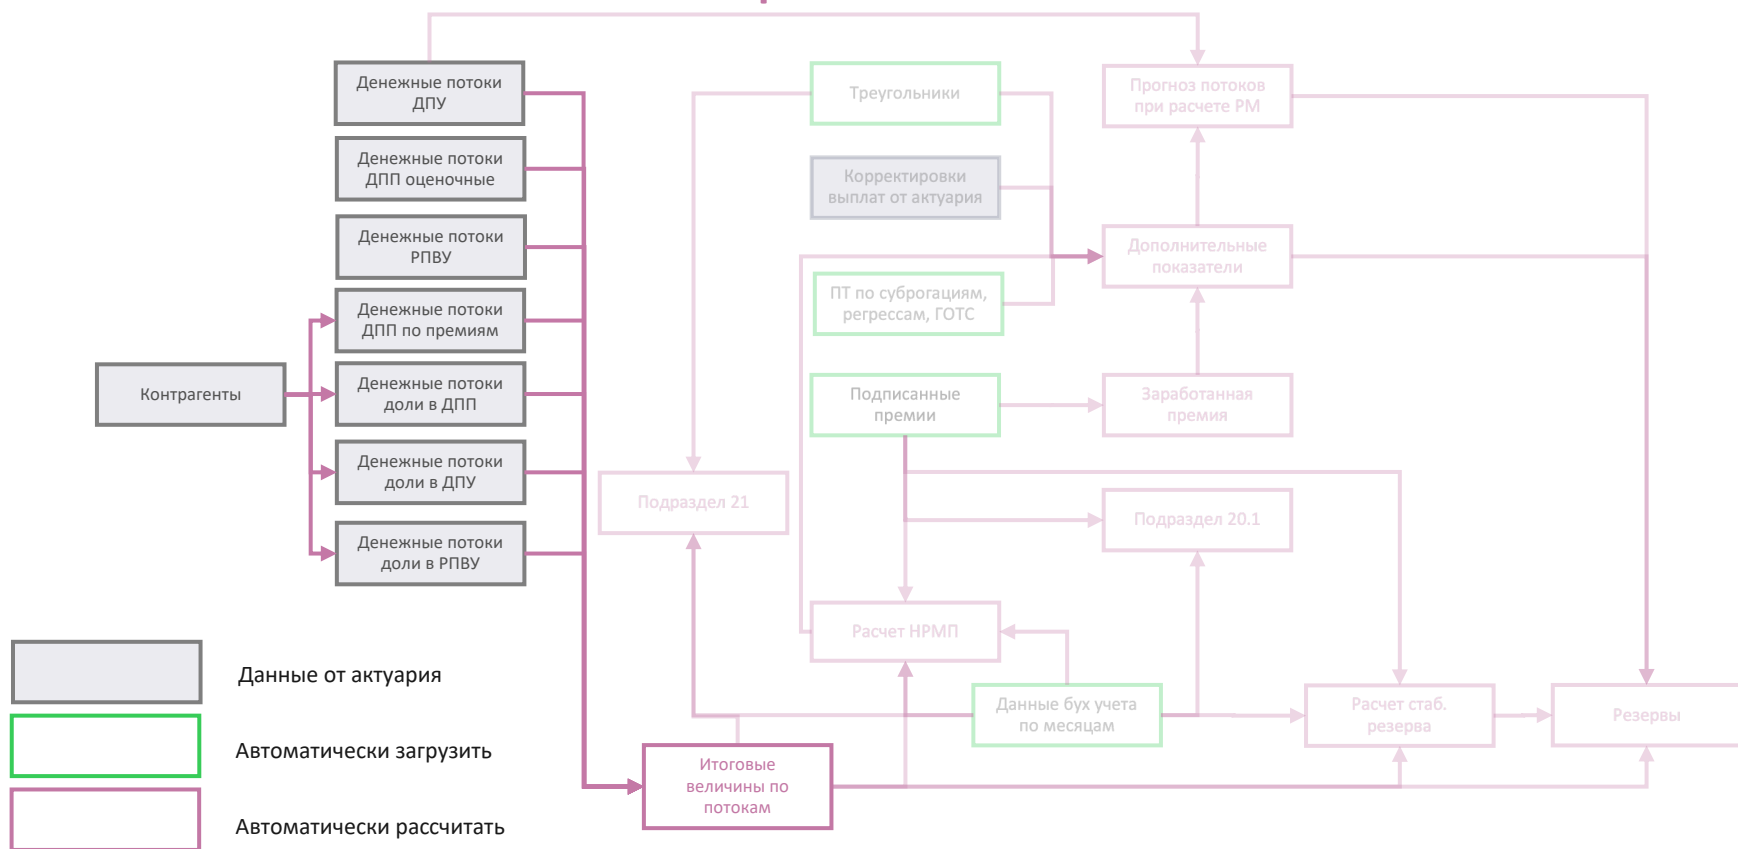 Денежные потоки
ДПУ
Денежные потоки
ДПП оценочные
Денежные потоки
РПВУ
Денежные потоки
ДПП по премиям
Контрагенты
Денежные потоки
доли в ДПП
Денежные потоки
доли в ДПУ
Денежные потоки
доли в РПВУ
Треугольники
Корректировки
выплат от актуария
ПТ по суброгациям,
регрессам, ГОТС
Подписанные
премии
Прогноз потоков
при расчете РМ
Дополнительные
показатели
Заработанная
премия
Подраздел 21
Подраздел 20.1
Расчет НРМП
Данные бух учета
по месяцам
Расчет стаб.
резерва
Резервы
Итоговые
величины по
потокам
Данные от актуария
Автоматически загрузить
Автоматически рассчитать